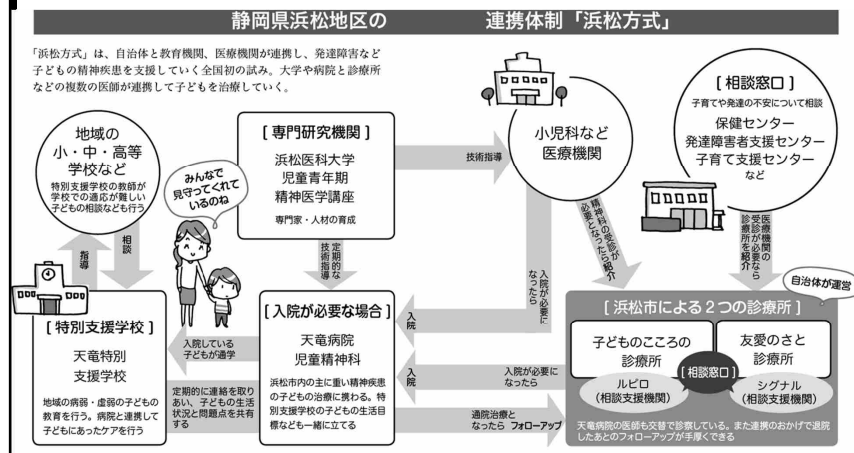 静岡県浜松地区の 連携体制「浜松方式」
「浜松方式」は、自治体と教育機関、医療機関が連携し、発達障害など
子どもの精神疾患を支援していく全国初の試み。大学や病院と診療所
などの複数の医師が連携して子どもを治療していく。
地域の
小・中・高等
学校など
特別支援学校の教師が
学校での適応が難しい
子どもの相談なども行う
みんなで
見守ってくれて
いるのね
[専門研究機関]
浜松医科大学
児童青年期
精神医学講座
専門家・人材の育成
技術指導
小児科など
医療機関
[相談窓口]
子育てや発達の不安について相談
保健センター
発達障害者支援センター
子育て支援センター
など
指導
相談
定期的な
技術指導
入院が必要に
なったら
精神科の受診が
必要となったら紹介
医療機関の
受診が必要なら
診療所を紹介
自治体が運営
[特別支援学校]
天竜特別
支援学校
地域の病弱・虚弱の子どもの
教育を行う。病院と連携して
子どもにあったケアを行う
入院している
子どもが通学
定期的に連絡を取り
あい、子どもの生活
状況と問題点を共有
する
[入院が必要な場合]
天竜病院
児童精神科
浜松市内の主に重い精神疾患
の子どもの治療に携わる。特
別支援学校の子どもの生活目
標なども一緒に立てる
入院
入院
入院が必要に
なったら
通院治療と
なったら フォローアップ
[浜松市による2つの診療所]
子どものこころの
診療所
友愛のさと
診療所
[相談窓口]
ルピロ
(相談支援機関)
シグナル
(相談支援機関)
天竜病院の医師も交替で診察している。また連携のおかげで退院
したあとのフォローアップが手厚くできる